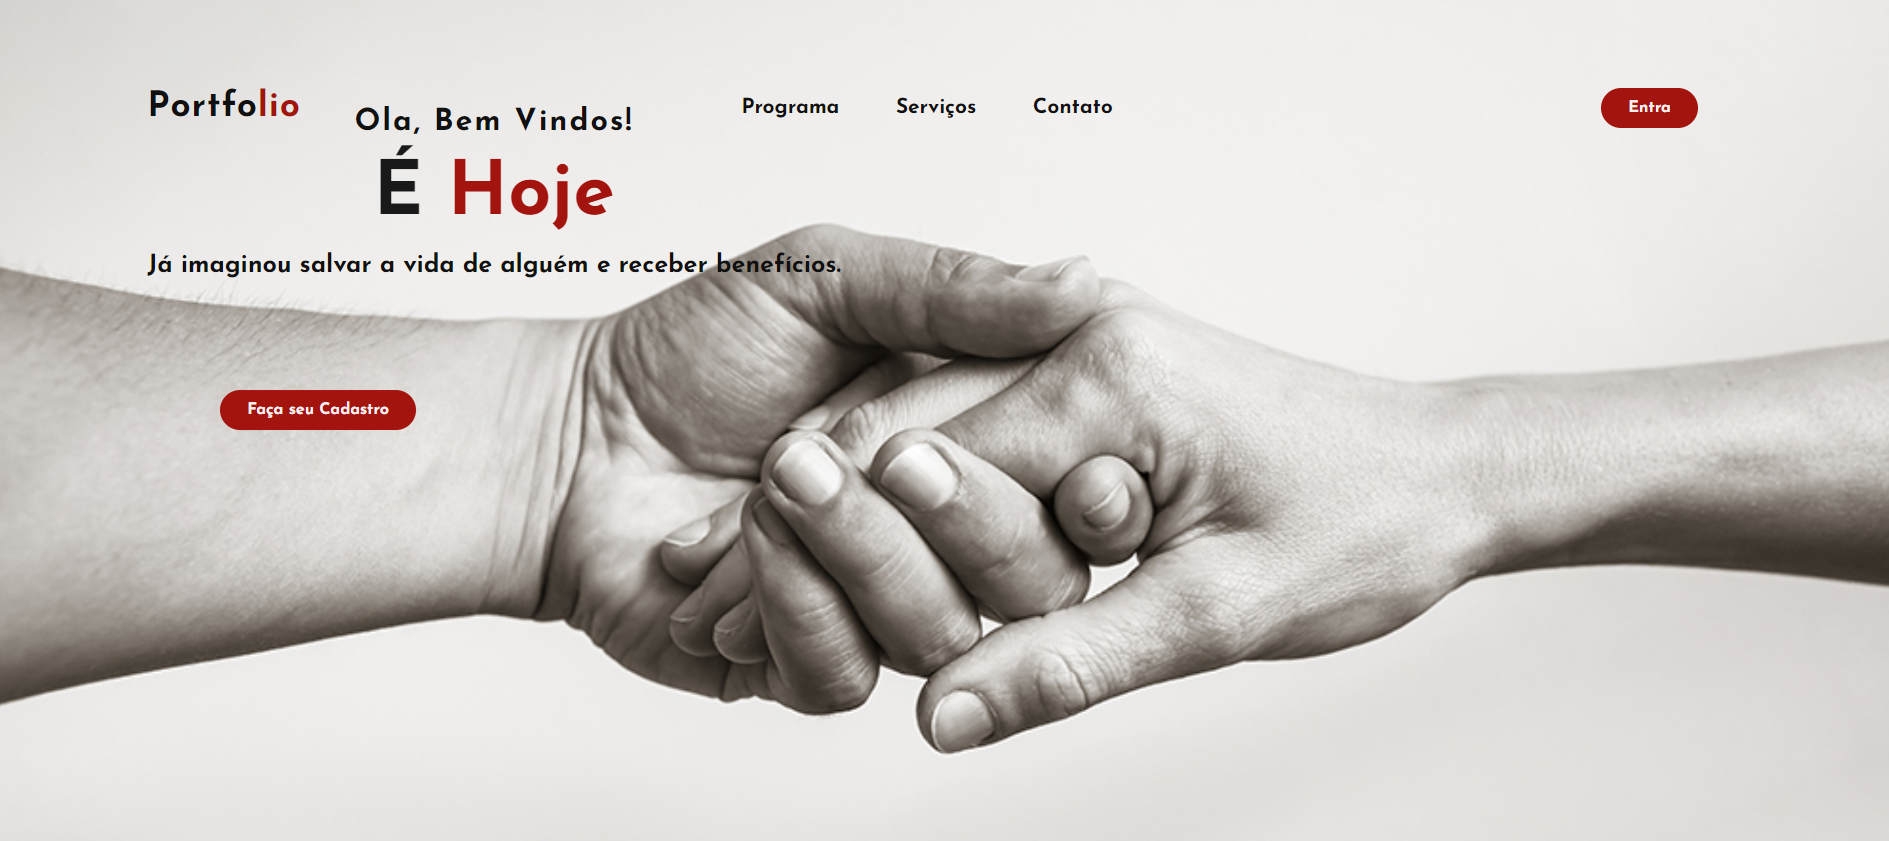 Portfolio
Programa
Serviços
Contato
Entra
Ola, Bem Vindos!
É Hoje
Já imaginou salvar a vida de alguém e receber benefícios.
Faça seu Cadastro